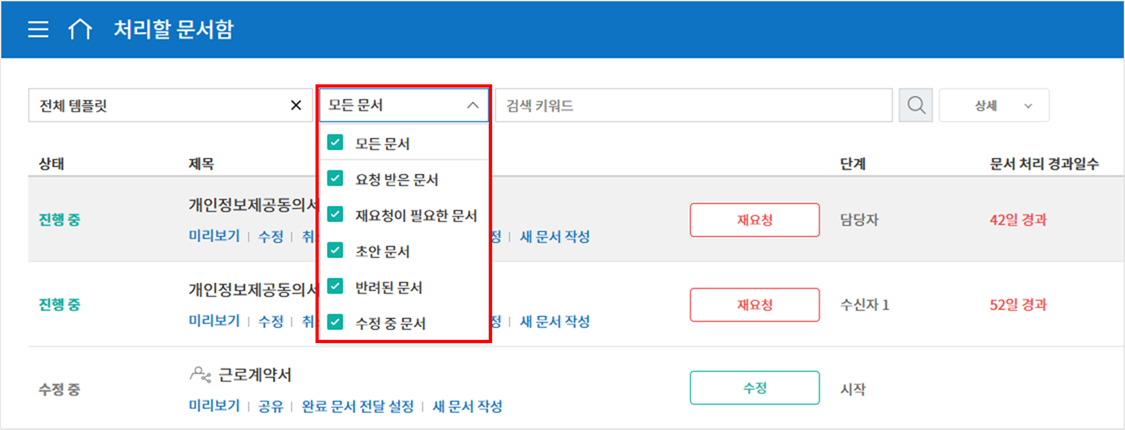 처리할 문서함
전체 템플릿 모든 문서 검색 키워드 상세
모든 문서
요청 받은 문서
재요청이 필요한 문서
초안 문서
반려된 문서
수정 중 문서
상태 제목 단계 문서 처리 경과일수
진행 중 개인정보제공동의서 재요청 담당자 42일 경과
미리보기 수정 새 문서 작성
진행 중 개인정보제공동의서 재요청 수신자 1 52일 경과
미리보기 수정 새 문서 작성
수정 중 근로계약서 수정 시작
미리보기 공유 완료 문서 전달 설정 새 문서 작성